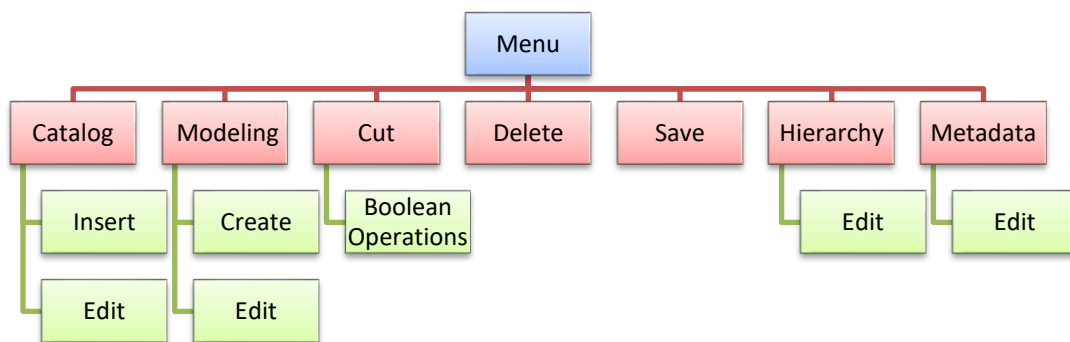 Menu
Catalog
Modeling
Cut
Delete
Save
Hierarchy
Metadata
Insert
Create
Boolean
Operations
Edit
Edit
Edit
Edit